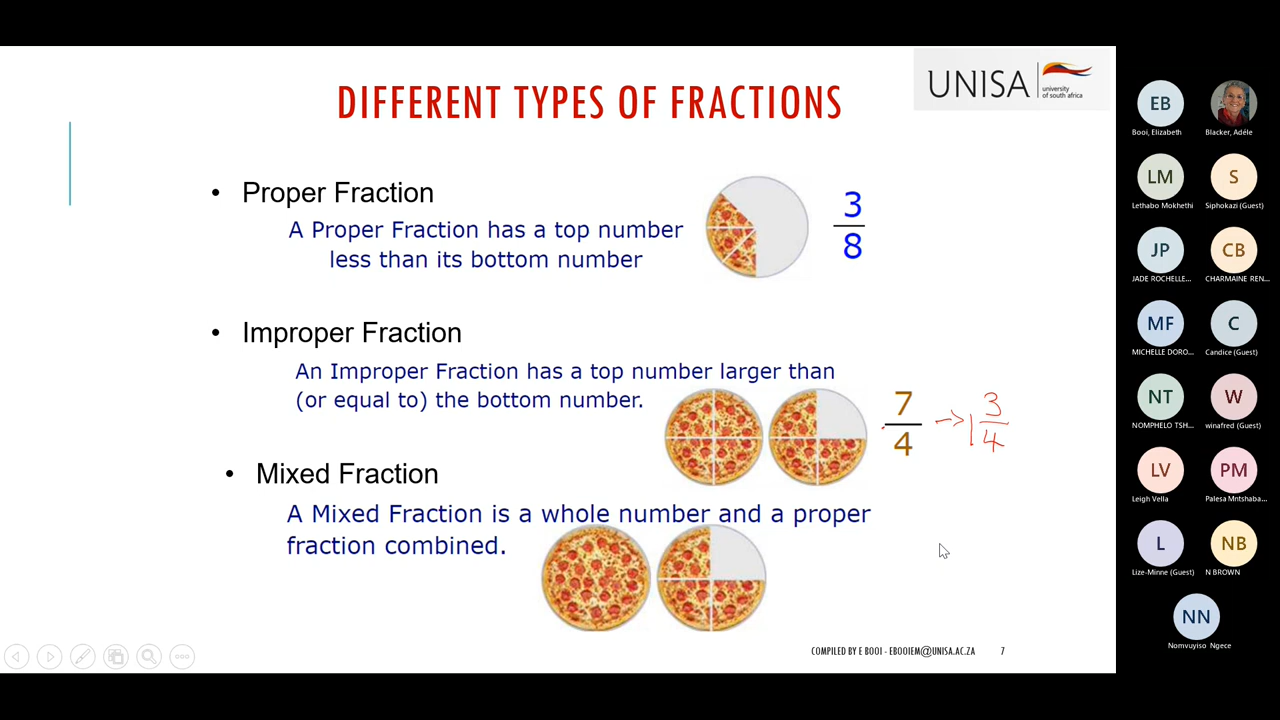 DIFFERENT TYPES OF FRACTIONS
UNISA
university
of south africa
• Proper Fraction
A Proper Fraction has a top number
less than its bottom number
3
8
• Improper Fraction
An Improper Fraction has a top number larger than
(or equal to) the bottom number.
7
4
→ 1 3
4
• Mixed Fraction
A Mixed Fraction is a whole number and a proper
fraction combined.
COMPILED BY E BOOI - EBOOIEM@UNISA.AC.ZA 7
EB
Booi, Elizabeth
Blacker, Adéle
LM S
Lethabo Mokhethi Siphokazi (Guest)
JP CB
JADE ROCHELLE... CHARMAINE REN...
MF C
MICHELLE DORO... Candice (Guest)
NT W
NOMPHELO TSH... winafred (Guest)
LV PM
Leigh Vella Palesa Mntshaba...
L NB
Lize-Minne (Guest) N BROWN
NN
Nomvuyiso Ngece